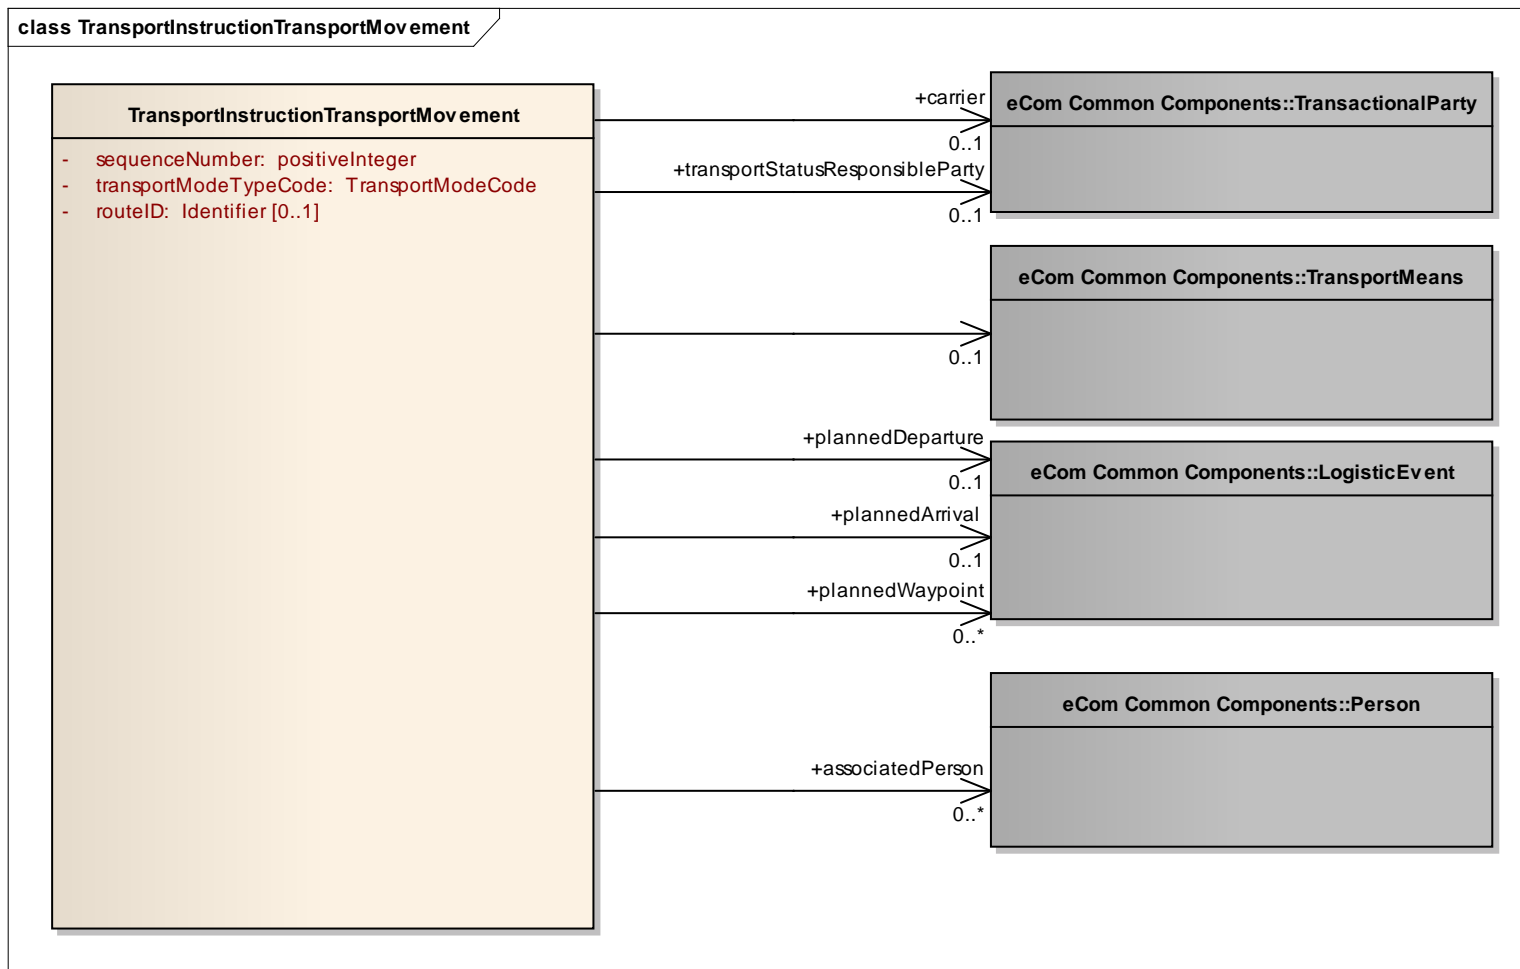 class TransportInstructionTransportMovement
TransportInstructionTransportMovement
- sequenceNumber: positiveInteger
- transportModeTypeCode: TransportModeCode
- routeID: Identifier [0..1]
+carrier
0..1
+transportStatusResponsibleParty
0..1
eCom Common Components::TransactionalParty
0..1
eCom Common Components::TransportMeans
+plannedDeparture
0..1
+plannedArrival
0..1
+plannedWaypoint
0..*
eCom Common Components::LogisticEvent
+associatedPerson
0..*
eCom Common Components::Person